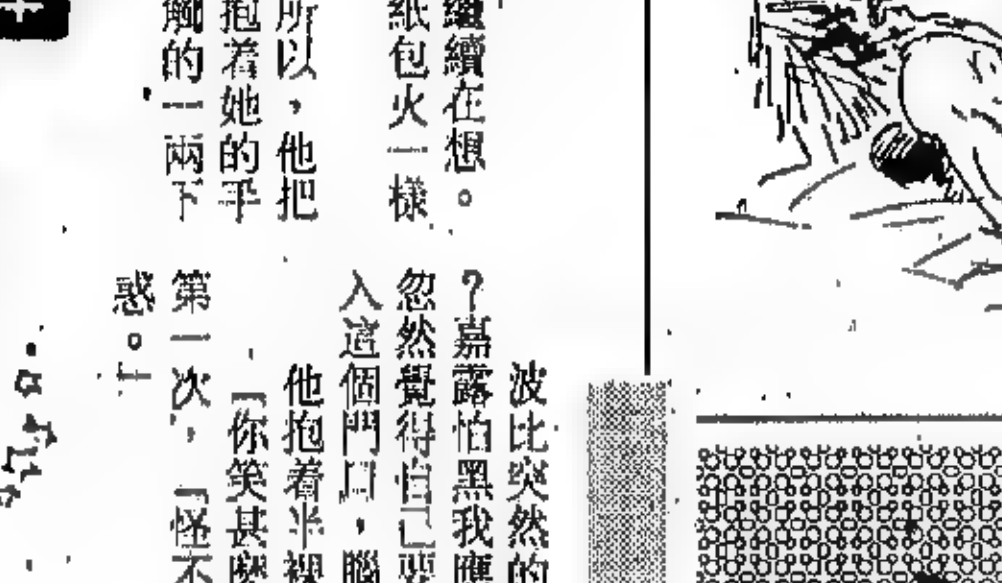 繼續在想。
紙包火一樣
所以，他把
抱着她的手
觸的一兩下
波比突然的
？嘉露怕黑我應
忽然覺得自己要
入這個門口，腦
他抱着半裸
「你笑甚麼
第一次，「怪不
惑。」